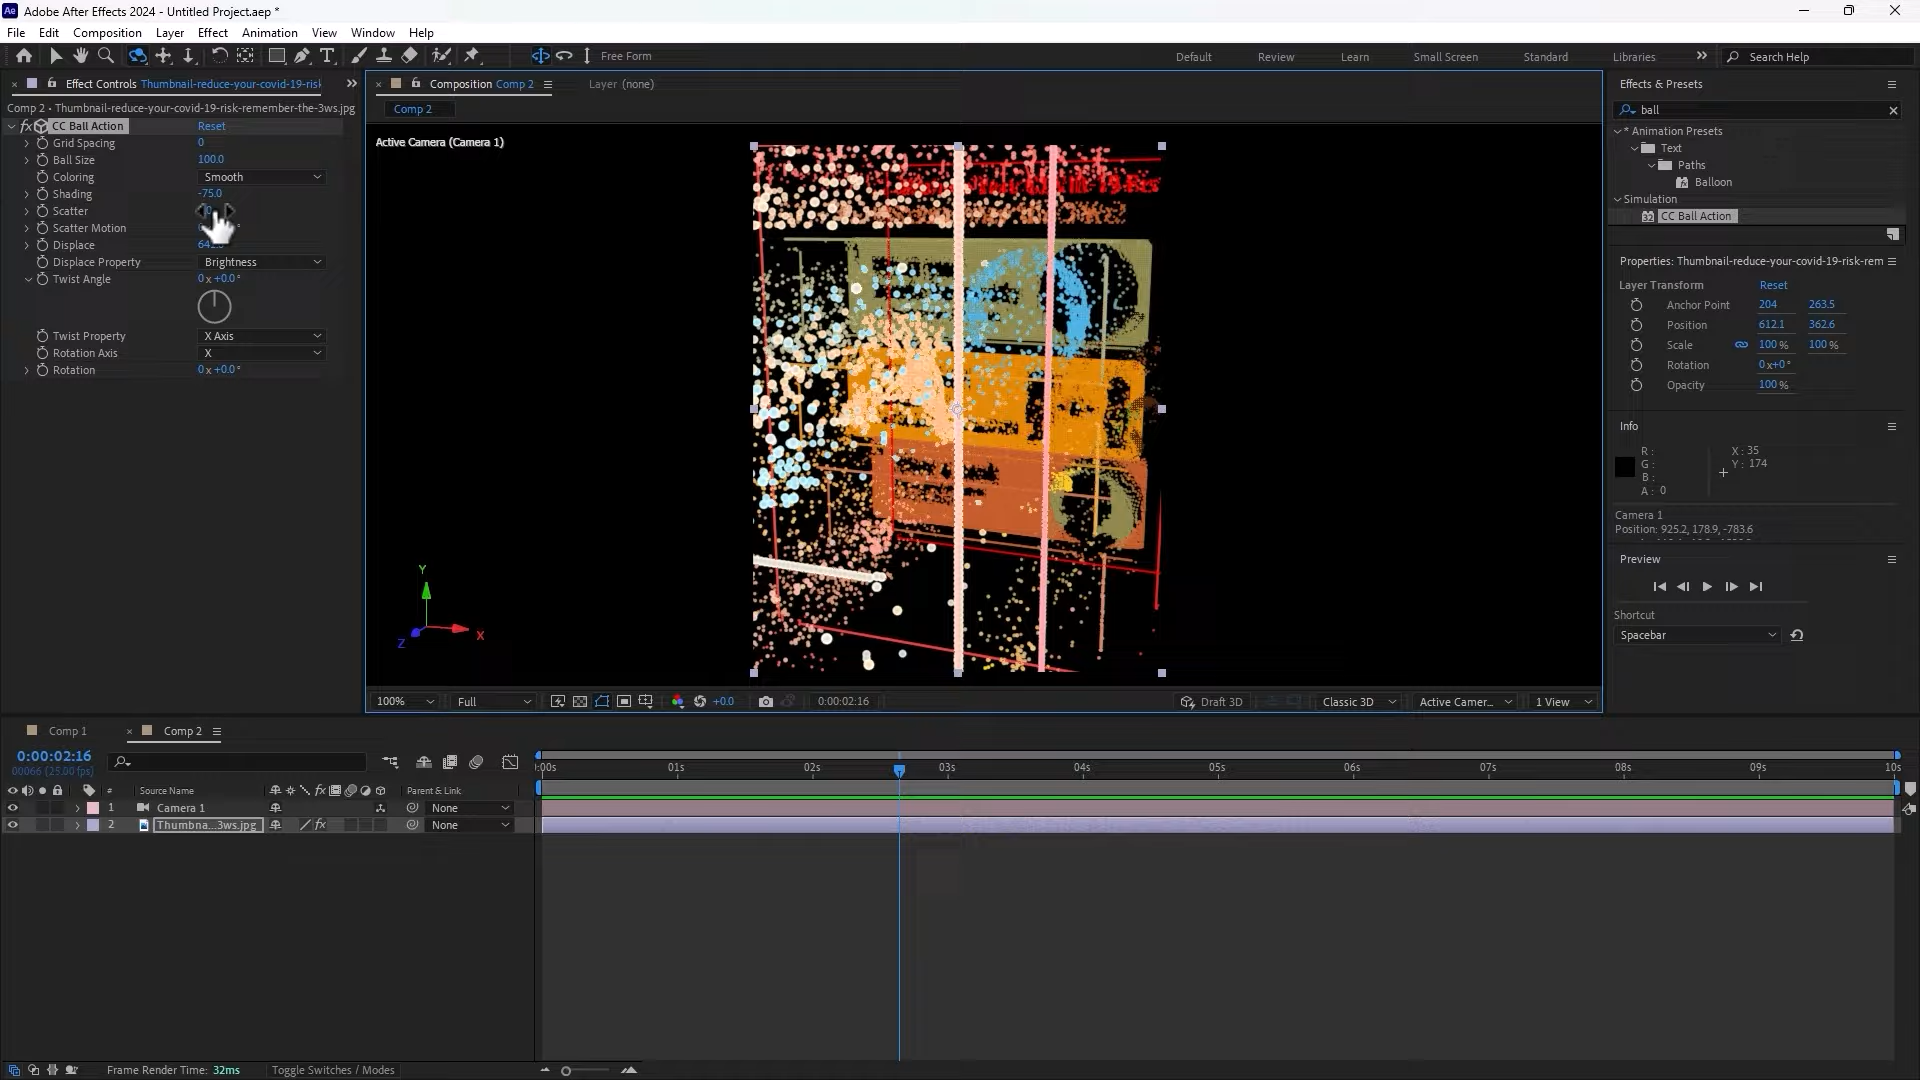 Adobe After Effects 2024 - Untitled Project.aep *
File Edit Composition Layer Effect Animation View Window Help
Free Form
Default Review Learn Small Screen Standard Libraries
Search Help
Effect Controls Thumbnail-reduce-your-covid-19-risk
Comp 2 • Thumbnail-reduce-your-covid-19-risk-remember-the-3ws.jpg
fx CC Ball Action Reset
Grid Spacing 0
Ball Size 100.0
Coloring Smooth
Shading -75.0
Scatter
Scatter Motion
Displace
Displace Property Brightness
Twist Angle 0x+0.0°
Twist Property X Axis
Rotation Axis X
Rotation 0x+0.0°
Composition Comp 2
Layer (none)
Comp 2
Active Camera (Camera 1)
Y
X
Z
100% Full +0.0 0:00:02:16 Draft 3D Classic 3D Active Camer... 1 View
Effects & Presets
ball
* Animation Presets
Text
Paths
Balloon
Simulation
CC Ball Action
Properties: Thumbnail-reduce-your-covid-19-risk-rem
Layer Transform Reset
Anchor Point 204 263.5
Position 612.1 362.6
Scale 100% 100%
Rotation 0x+0°
Opacity 100%
Info
R: X: 35
G: Y: 174
B:
A: 0
Camera 1
Position: 925.2, 178.9, -783.6
Preview
Shortcut
Spacebar
Comp 1 Comp 2
0:00:02:16
00066 (25.00 fps)
:00s 01s 02s 03s 04s 05s 06s 07s 08s 09s 10s
# Source Name fx Parent & Link
1 Camera 1 None
2 Thumbna...3ws.jpg fx None
Frame Render Time: 32ms Toggle Switches / Modes